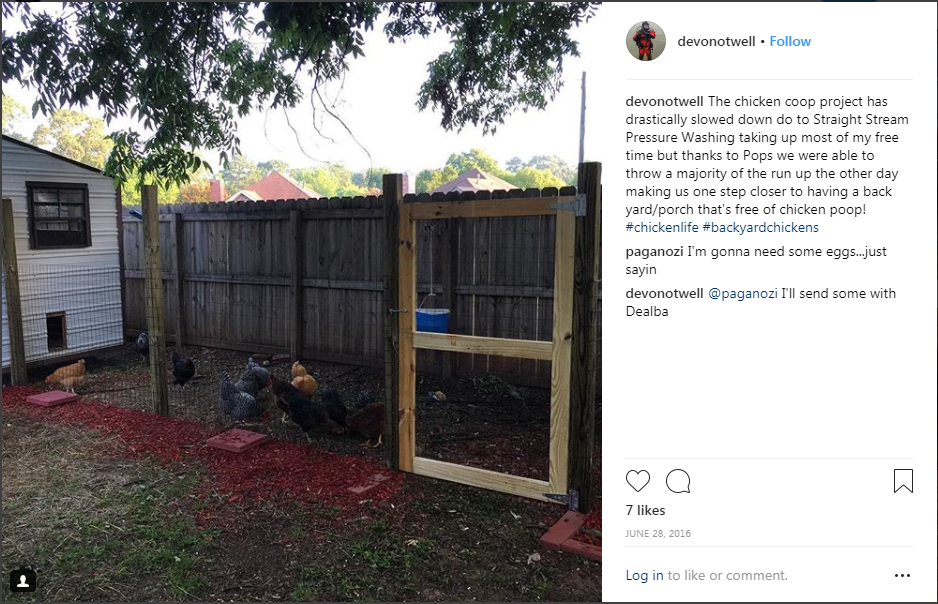 devonotwell • Follow
devonotwell The chicken coop project has
drastically slowed down do to Straight Stream
Pressure Washing taking up most of my free
time but thanks to Pops we were able to
throw a majority of the run up the other day
making us one step closer to having a back
yard/porch that's free of chicken poop!
#chickenlife #backyardchickens
paganozi I'm gonna need some eggs...just
sayin
devonotwell @paganozi I'll send some with
Dealba
7 likes
JUNE 28, 2016
Log in to like or comment.